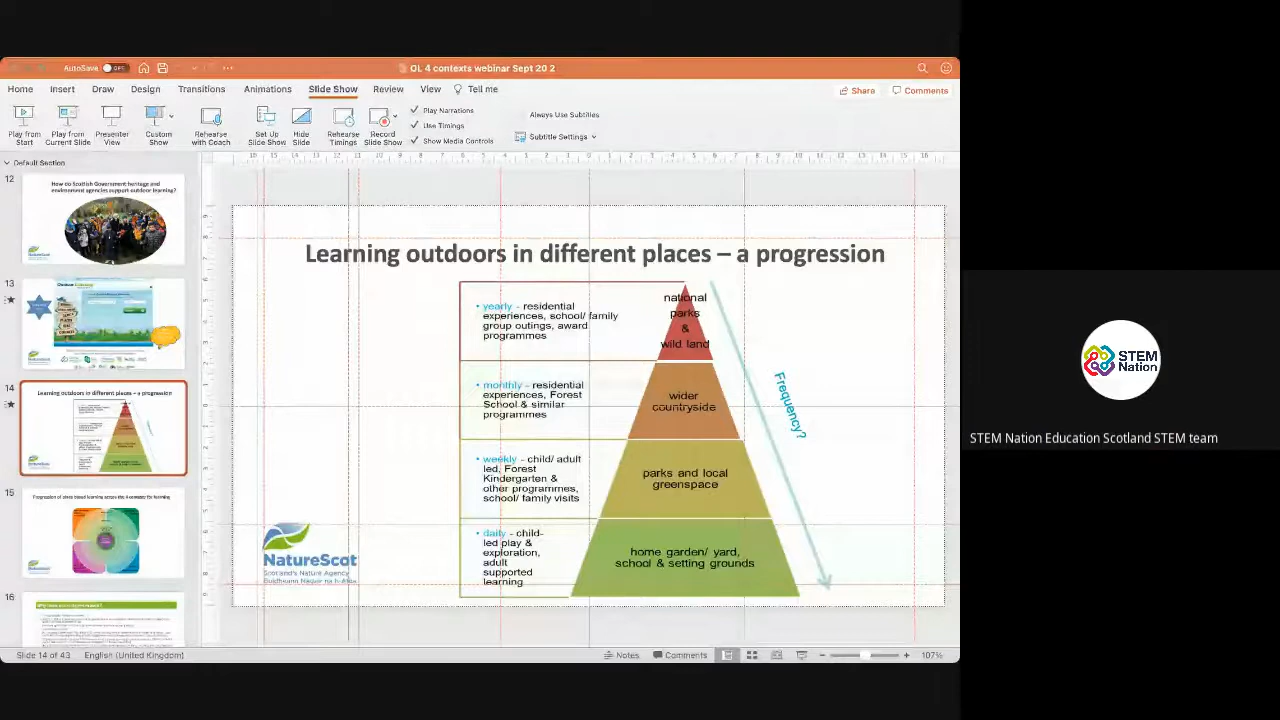 AutoSave
OFF
OL 4 contexts webinar Sept 20 2
Home
Insert
Draw
Design
Transitions
Animations
Slide Show
Review
View
Tell me
Share
Comments
Play from
Start
Play from
Current Slide
Presenter
View
Custom
Show
Rehearse
with Coach
Set Up
Slide Show
Hide
Slide
Rehearse
Timings
Record
Slide Show
Play Narrations
Use Timings
Show Media Controls
Always Use Subtitles
Subtitle Settings
Default Section
12
How do Scottish Government heritage and
environment agencies support outdoor learning?
13
14
Learning outdoors in different places – a progression
15
16
Learning outdoors in different places – a progression
• yearly - residential
experiences, school/ family
group outings, award
programmes
national
parks
&
wild land
• monthly - residential
experiences, Forest
School & similar
programmes
wider
countryside
• weekly - child/ adult
led, Forest
Kindergarten &
other programmes,
school/ family visits
parks and local
greenspace
• daily - child-
led play &
exploration,
adult
supported
learning
home garden/ yard,
school & setting grounds
Frequency?
NatureScot
Scotland's Nature Agency
Buidheann Nàdair na h-Alba
STEM
Nation
STEM Nation Education Scotland STEM team
Slide 14 of 43
English (United Kingdom)
Notes
Comments
107%